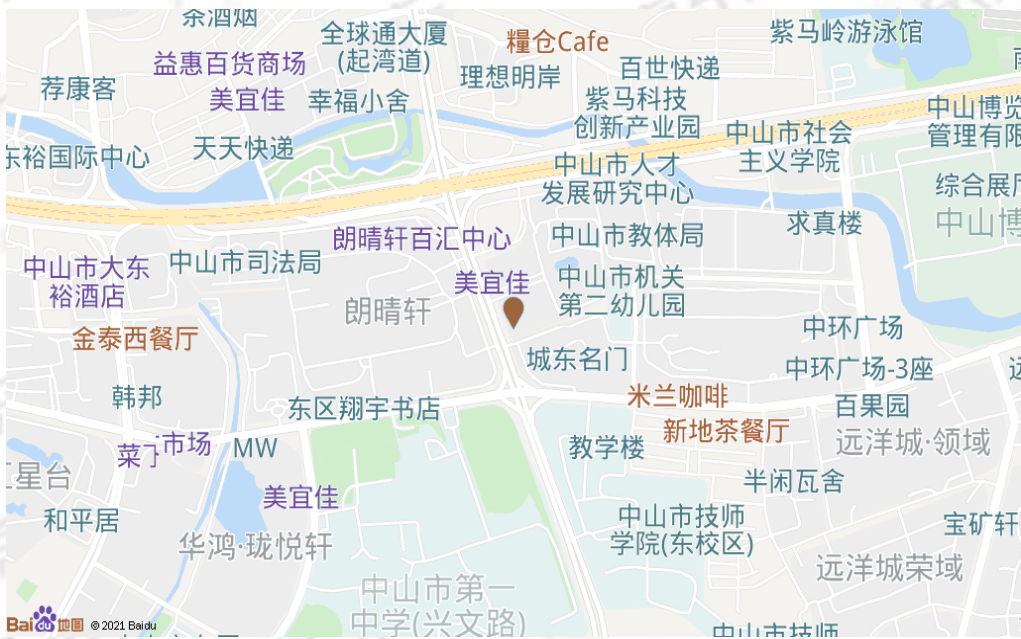 茶酒烟
全球通大厦
(起湾道)
糧仓Cafe
紫马岭游泳馆
益惠百货商场
理想明岸
百世快递
荐康客
美宜佳
幸福小舍
紫马科技
创新产业园
中山博览
管理有限
中山市社会
主义学院
东裕国际中心
天天快递
中山市人才
发展研究中心
综合展厅
求真楼
中山博
朗晴轩百汇中心
中山市教体局
中山市司法局
中山市大东
裕酒店
美宜佳
中山市机关
第二幼儿园
朗晴轩
金泰西餐厅
中环广场
城东名门
中环广场-3座
远
韩邦
米兰咖啡
东区翔宇书店
百果园
新地茶餐厅
市场
MW
教学楼
远洋城·领域
星台
半闲瓦舍
美宜佳
和平居
中山市技师
学院(东校区)
宝矿轩
华鸿·珑悦轩
远洋城荣域
中山市第一
中学(兴文路)
Bai du 地图 © 2021 Baidu
中山市技师